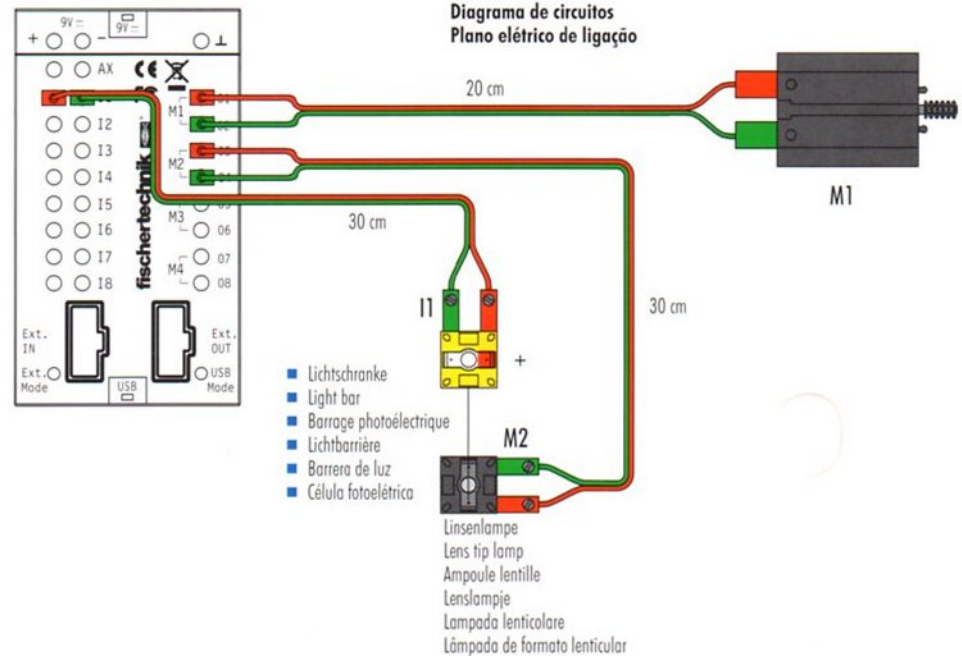 Diagrama de circuitos
Plano elétrico de ligação
9V
9V
+
-
AX
I2
I3
I4
I5
I6
I7
I8
M1
M2
M3
M4
O6
O7
O8
fischertechnik
Ext.
IN
Ext.
OUT
Ext.
Mode
USB
USB
Mode
20 cm
M1
30 cm
30 cm
I1
+
Lichtschranke
Light bar
Barrage photoélectrique
Lichtbarrière
Barrera de luz
Célula fotoelétrica
M2
Linsenlampe
Lens tip lamp
Ampoule lentille
Lenslampje
Lampada lenticolare
Lâmpada de formato lenticular